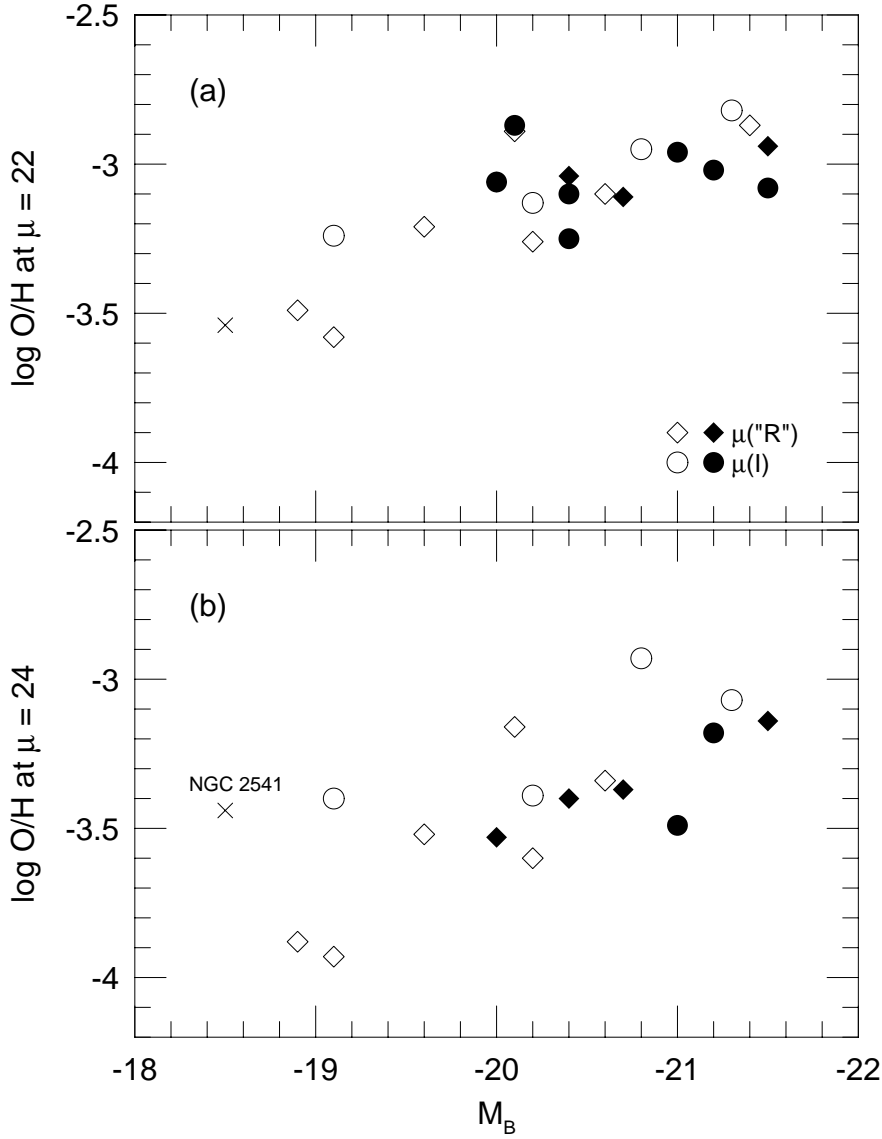 -2.5
(a)
-3
log O/H at μ = 22
-3.5
μ("R")
μ(I)
-4
-2.5
(b)
-3
log O/H at μ = 24
NGC 2541
-3.5
-4
-18 -19 -20 -21 -22
M_B